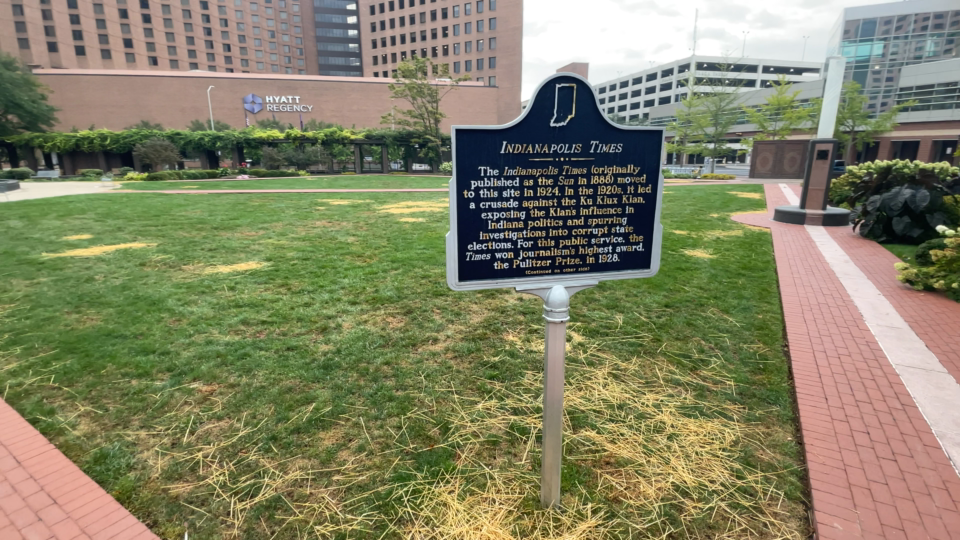 HYATT
REGENCY
INDIANAPOLIS TIMES
The Indianapolis Times (originally
published as the Sun in 1888) moved
to this site in 1924. In the 1920s, it led
a crusade against the Ku Klux Klan,
exposing the Klan's influence in
Indiana politics and spurring
investigations into corrupt state
elections. For this public service, the
Times won journalism's highest award,
the Pulitzer Prize, in 1928.
(Continued on other side)